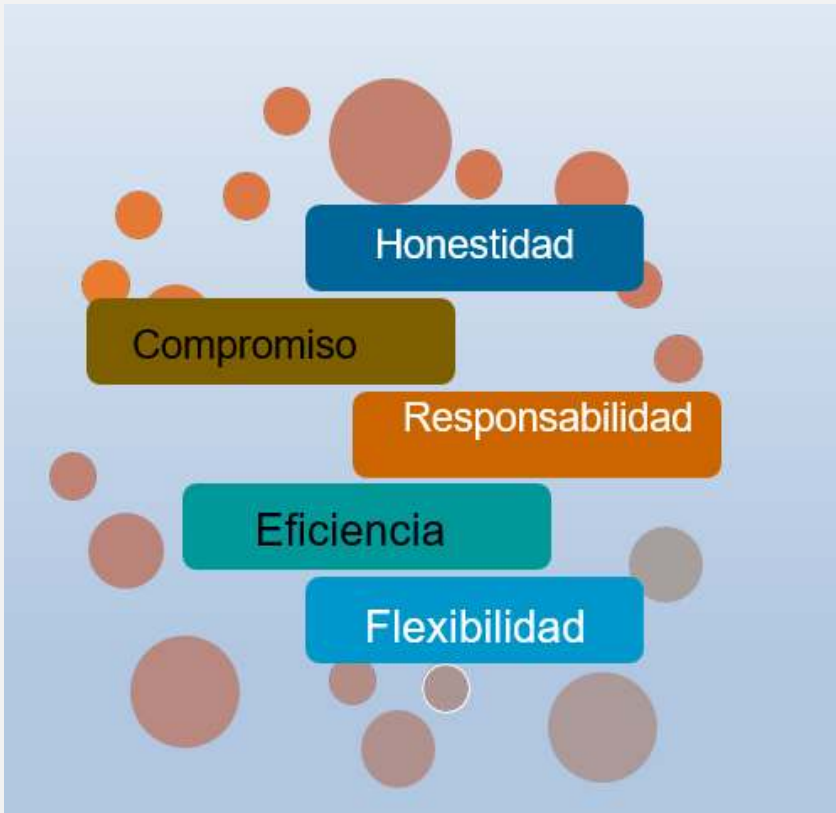 Honestidad
Compromiso
Responsabilidad
Eficiencia
Flexibilidad